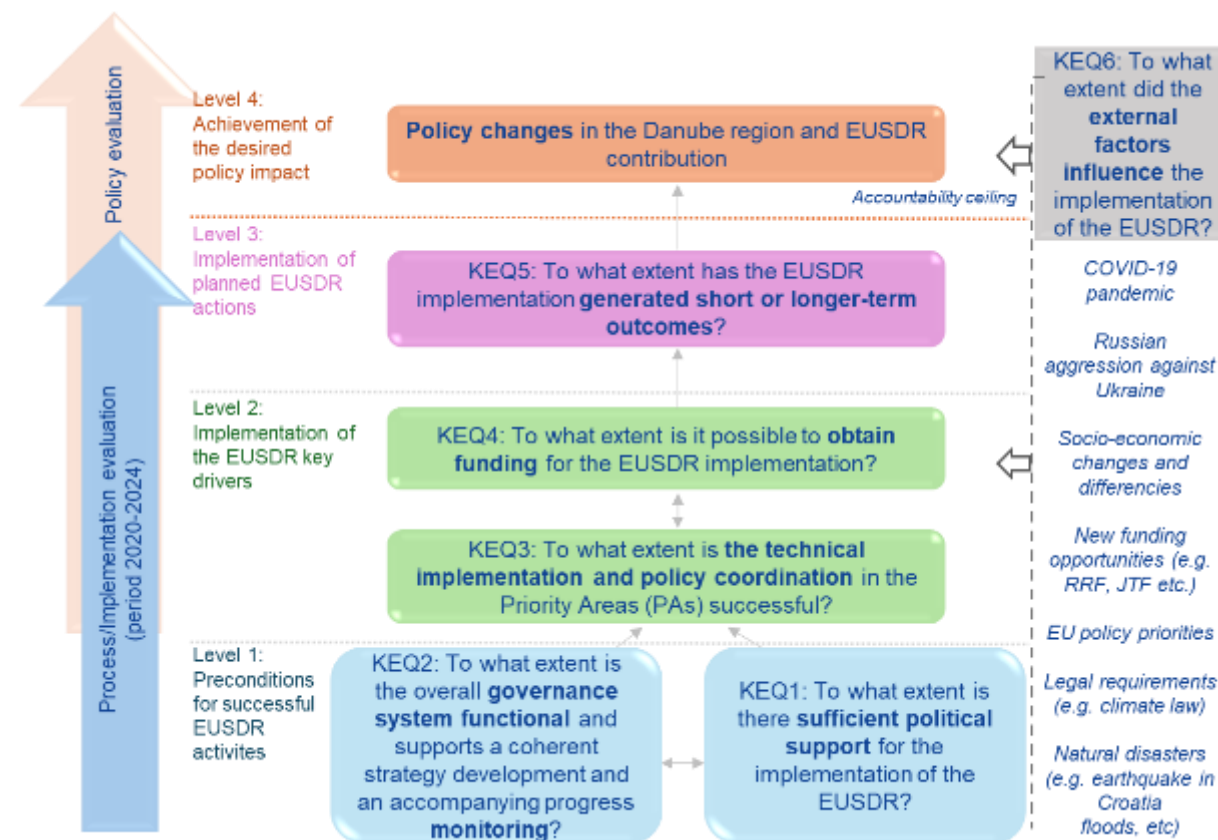 Policy evaluation
Process/Implementation evaluation
(period 2020-2024)
Level 4:
Achievement of
the desired
policy impact
Policy changes in the Danube region and EUSDR
contribution
Accountability ceiling
Level 3:
Implementation of
planned EUSDR
actions
KEQ5: To what extent has the EUSDR
implementation generated short or longer-term
outcomes?
Level 2:
Implementation of
the EUSDR key
drivers
KEQ4: To what extent is it possible to obtain
funding for the EUSDR implementation?
KEQ3: To what extent is the technical
implementation and policy coordination in the
Priority Areas (PAs) successful?
Level 1:
Preconditions
for successful
EUSDR
activites
KEQ2: To what extent is
the overall governance
system functional and
supports a coherent
strategy development and
an accompanying progress
monitoring?
KEQ1: To what extent is
there sufficient political
support for the
implementation of the
EUSDR?
KEQ6: To what
extent did the
external
factors
influence the
implementation
of the EUSDR?
COVID-19
pandemic
Russian
aggression against
Ukraine
Socio-economic
changes and
differencies
New funding
opportunities (e.g.
RRF, JTF etc.)
EU policy priorities
Legal requirements
(e.g. climate law)
Natural disasters
(e.g. earthquake in
Croatia
floods, etc)